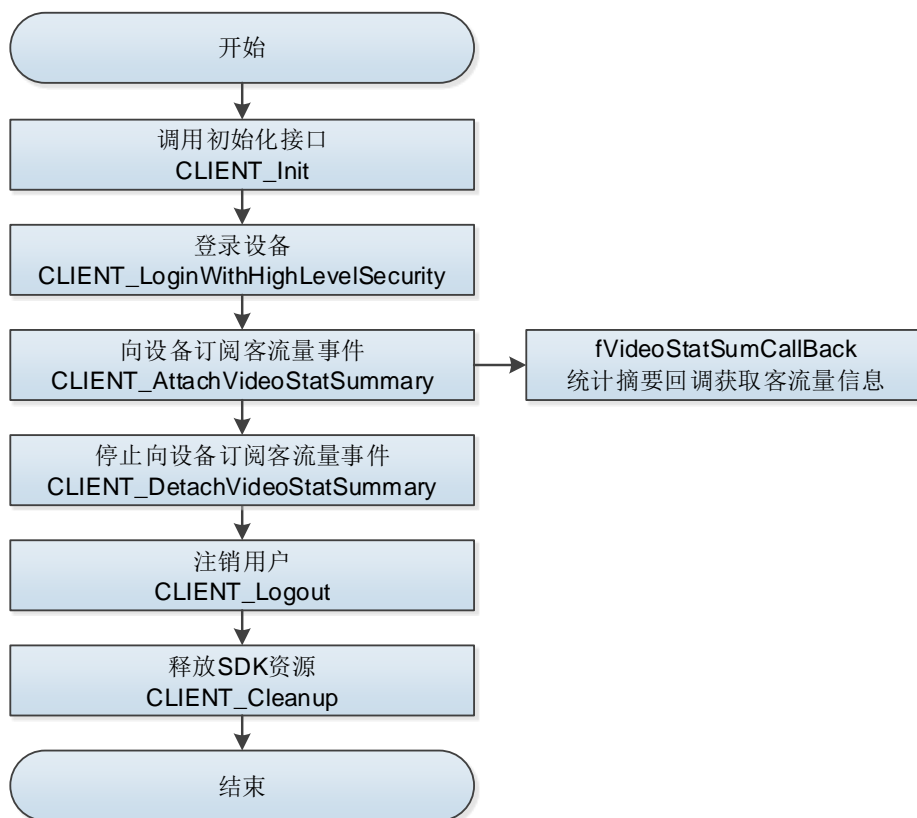 开始
调用初始化接口
CLIENT_Init
登录设备
CLIENT_LoginWithHighLevelSecurity
向设备订阅客流量事件
CLIENT_AttachVideoStatSummary
fVideoStatSumCallBack
统计摘要回调获取客流量信息
停止向设备订阅客流量事件
CLIENT_DetachVideoStatSummary
注销用户
CLIENT_Logout
释放SDK资源
CLIENT_Cleanup
结束